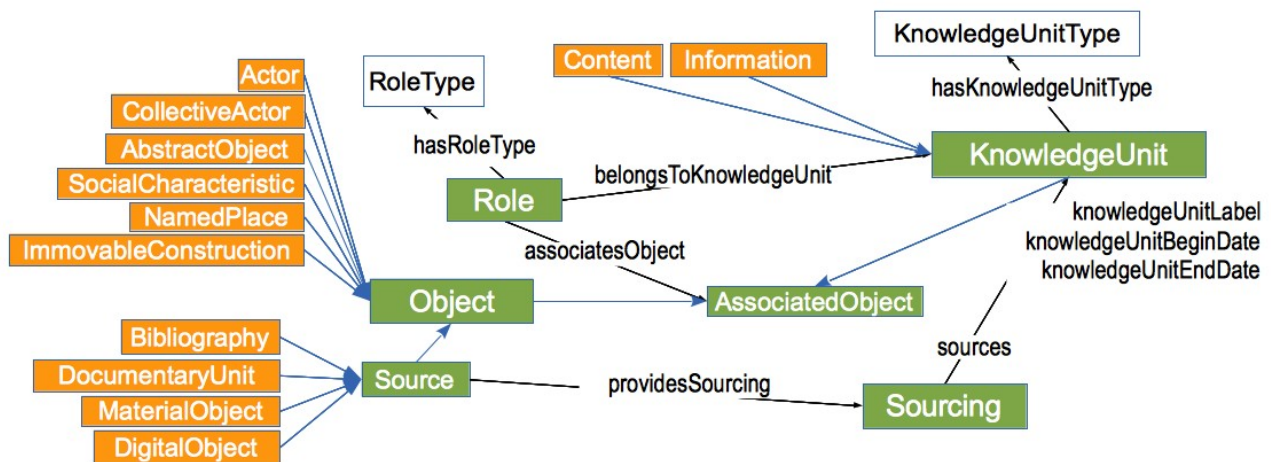 KnowledgeUnitType
Content
Information
Actor
RoleType
hasKnowledgeUnitType
CollectiveActor
AbstractObject
hasRoleType
KnowledgeUnit
SocialCharacteristic
belongsToKnowledgeUnit
Role
NamedPlace
knowledgeUnitLabel
ImmovableConstruction
associatesObject
knowledgeUnitBeginDate
knowledgeUnitEndDate
Object
AssociatedObject
Bibliography
sources
DocumentaryUnit
Source
providesSourcing
MaterialObject
Sourcing
DigitalObject